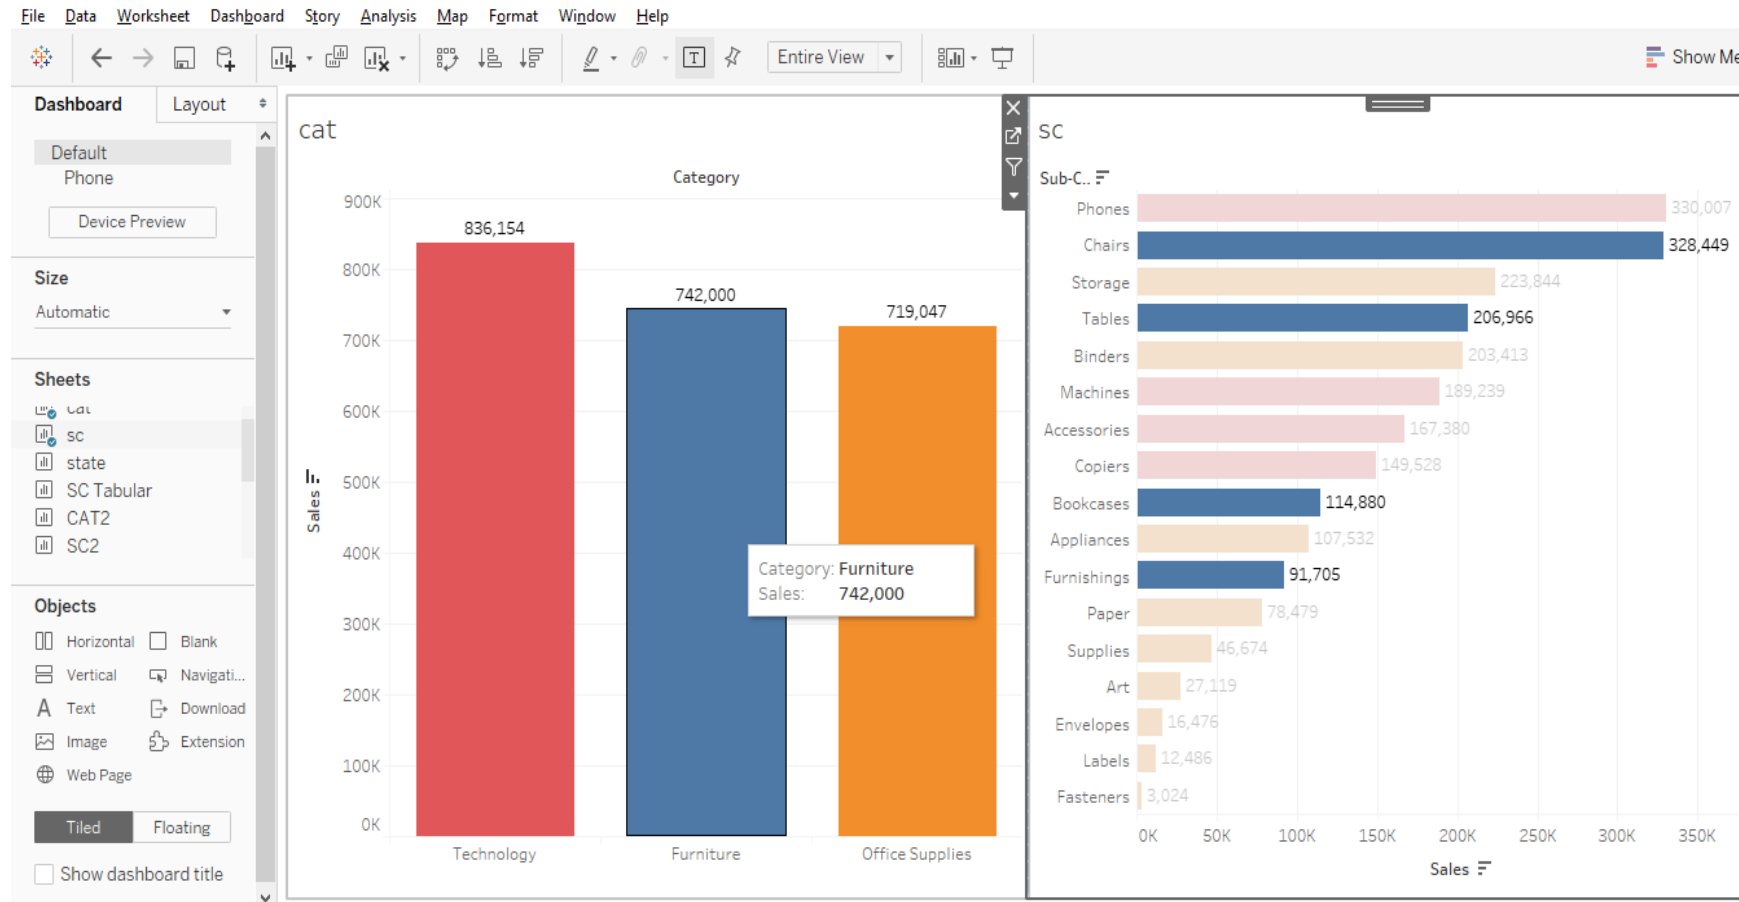 File Data Worksheet Dashboard Story Analysis Map Format Window Help
Entire View
Show Me
Dashboard Layout
Default
Phone
Device Preview
Size
Automatic
Sheets
cat
sc
state
SC Tabular
CAT2
SC2
Objects
Horizontal Blank
Vertical Navigati...
A Text Download
Image Extension
Web Page
Tiled Floating
Show dashboard title
cat
Category
900K
800K
700K
600K
500K
400K
300K
200K
100K
0K
Sales
836,154
742,000
719,047
Category: Furniture
Sales: 742,000
Technology Furniture Office Supplies
sc
Sub-C..
Phones 330,007
Chairs 328,449
Storage 223,844
Tables 206,966
Binders 203,413
Machines 189,239
Accessories 167,380
Copiers 149,528
Bookcases 114,880
Appliances 107,532
Furnishings 91,705
Paper 78,479
Supplies 46,674
Art 27,119
Envelopes 16,476
Labels 12,486
Fasteners 3,024
0K 50K 100K 150K 200K 250K 300K 350K
Sales